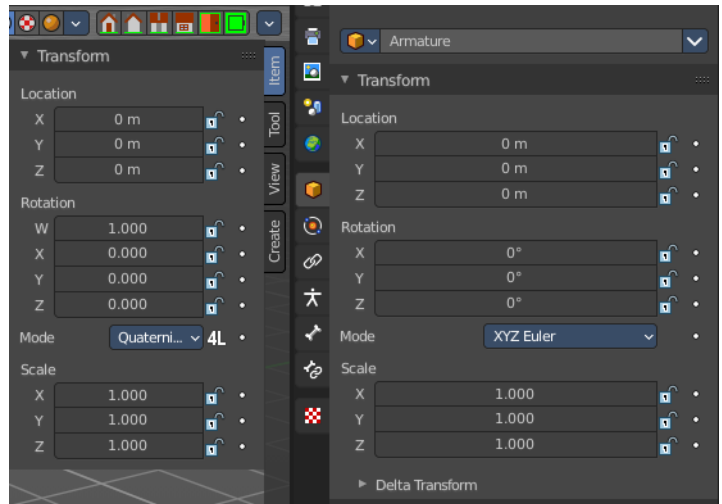 Transform
Location
X 0 m
Y 0 m
Z 0 m
Rotation
W 1.000
X 0.000
Y 0.000
Z 0.000
Mode Quaterni... 4L
Scale
X 1.000
Y 1.000
Z 1.000
Item
Tool
View
Create
Armature
Transform
Location
X 0 m
Y 0 m
Z 0 m
Rotation
X 0°
Y 0°
Z 0°
Mode XYZ Euler
Scale
X 1.000
Y 1.000
Z 1.000
Delta Transform